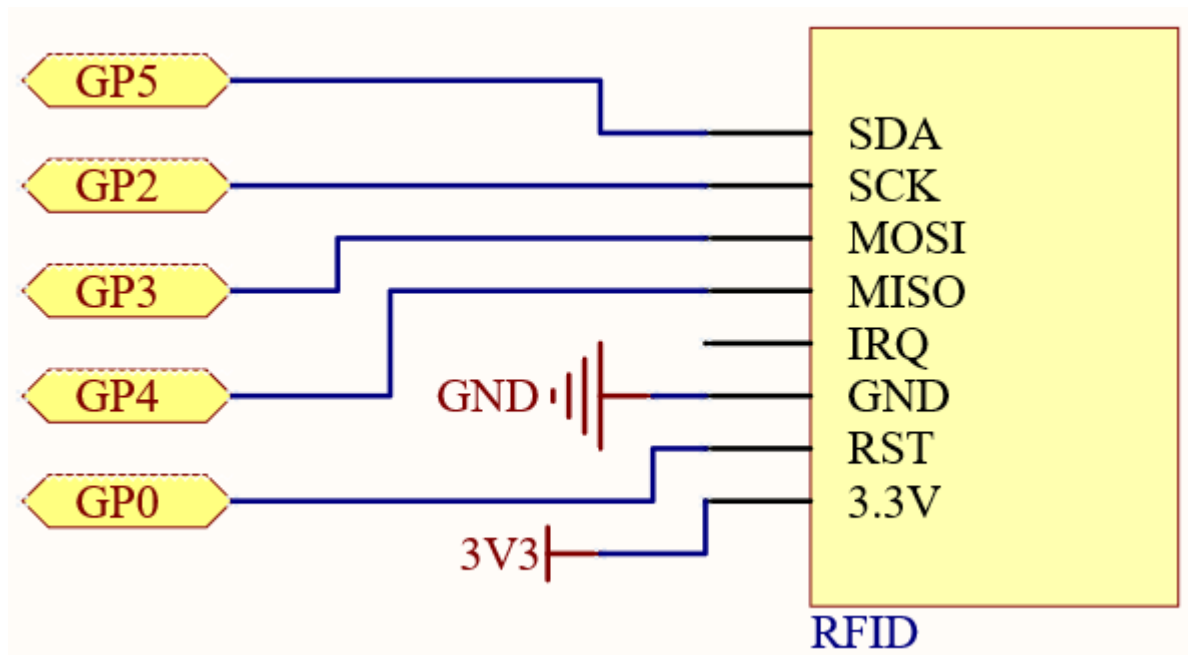 GP5
SDA
GP2
SCK
MOSI
GP3
MISO
IRQ
GP4
GND
GND
RST
GP0
3.3V
3V3
RFID